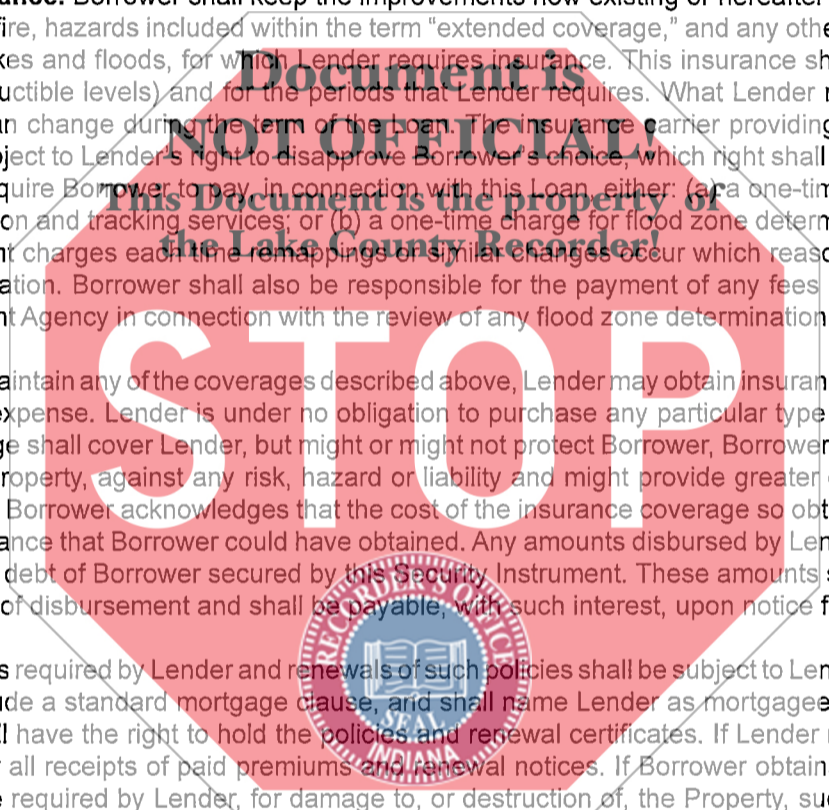 ance. Borrower shall keep the improvements now existing or hereafter
fire, hazards included within the term “extended coverage,” and any othe
kes and floods, for which Lender requires insurance. This insurance sh
uctible levels) and for the periods that Lender requires. What Lender r
n change during the term of the Loan. The insurance carrier providing
ject to Lender's right to disapprove Borrower's choice, which right shall
quire Borrower to pay, in connection with this Loan, either: (a) a one-tim
on and tracking services; or (b) a one-time charge for flood zone determ
t charges each time remappings or similar changes occur which reaso
ation. Borrower shall also be responsible for the payment of any fees
nt Agency in connection with the review of any flood zone determination
aintain any of the coverages described above, Lender may obtain insuran
expense. Lender is under no obligation to purchase any particular type
ge shall cover Lender, but might or might not protect Borrower, Borrower
roperty, against any risk, hazard or liability and might provide greater
Borrower acknowledges that the cost of the insurance coverage so obt
ance that Borrower could have obtained. Any amounts disbursed by Len
debt of Borrower secured by this Security Instrument. These amounts s
of disbursement and shall be payable, with such interest, upon notice f
s required by Lender and renewals of such policies shall be subject to Len
ude a standard mortgage clause, and shall name Lender as mortgagee
ll have the right to hold the policies and renewal certificates. If Lender r
all receipts of paid premiums and renewal notices. If Borrower obtain
required by Lender, for damage to, or destruction of, the Property, su
Document is
NOT OFFICIAL!
This Document is the property of
the Lake County Recorder!
STOP
RECORDER'S OFFICE
SEAL
INDIANA